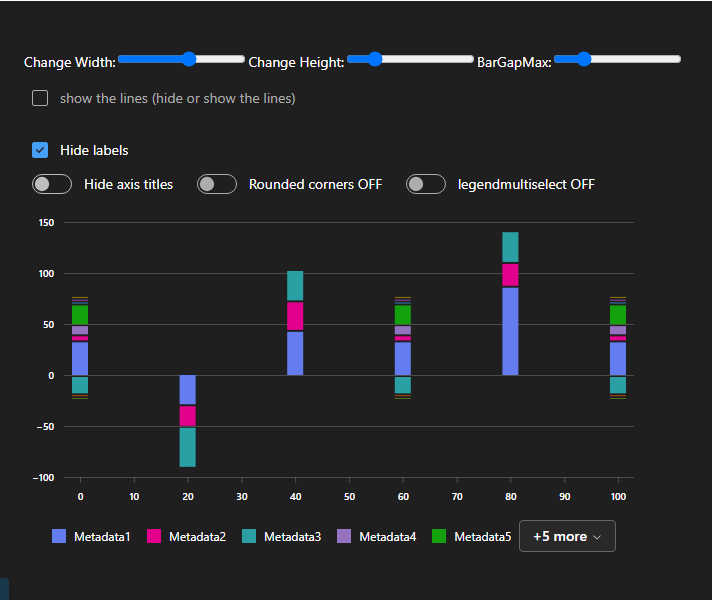 Change Width: Change Height: BarGapMax:
show the lines (hide or show the lines)
Hide labels
Hide axis titles Rounded corners OFF legendmultiselect OFF
150
100
50
0
−50
−100
0 10 20 30 40 50 60 70 80 90 100
Metadata1 Metadata2 Metadata3 Metadata4 Metadata5 +5 more